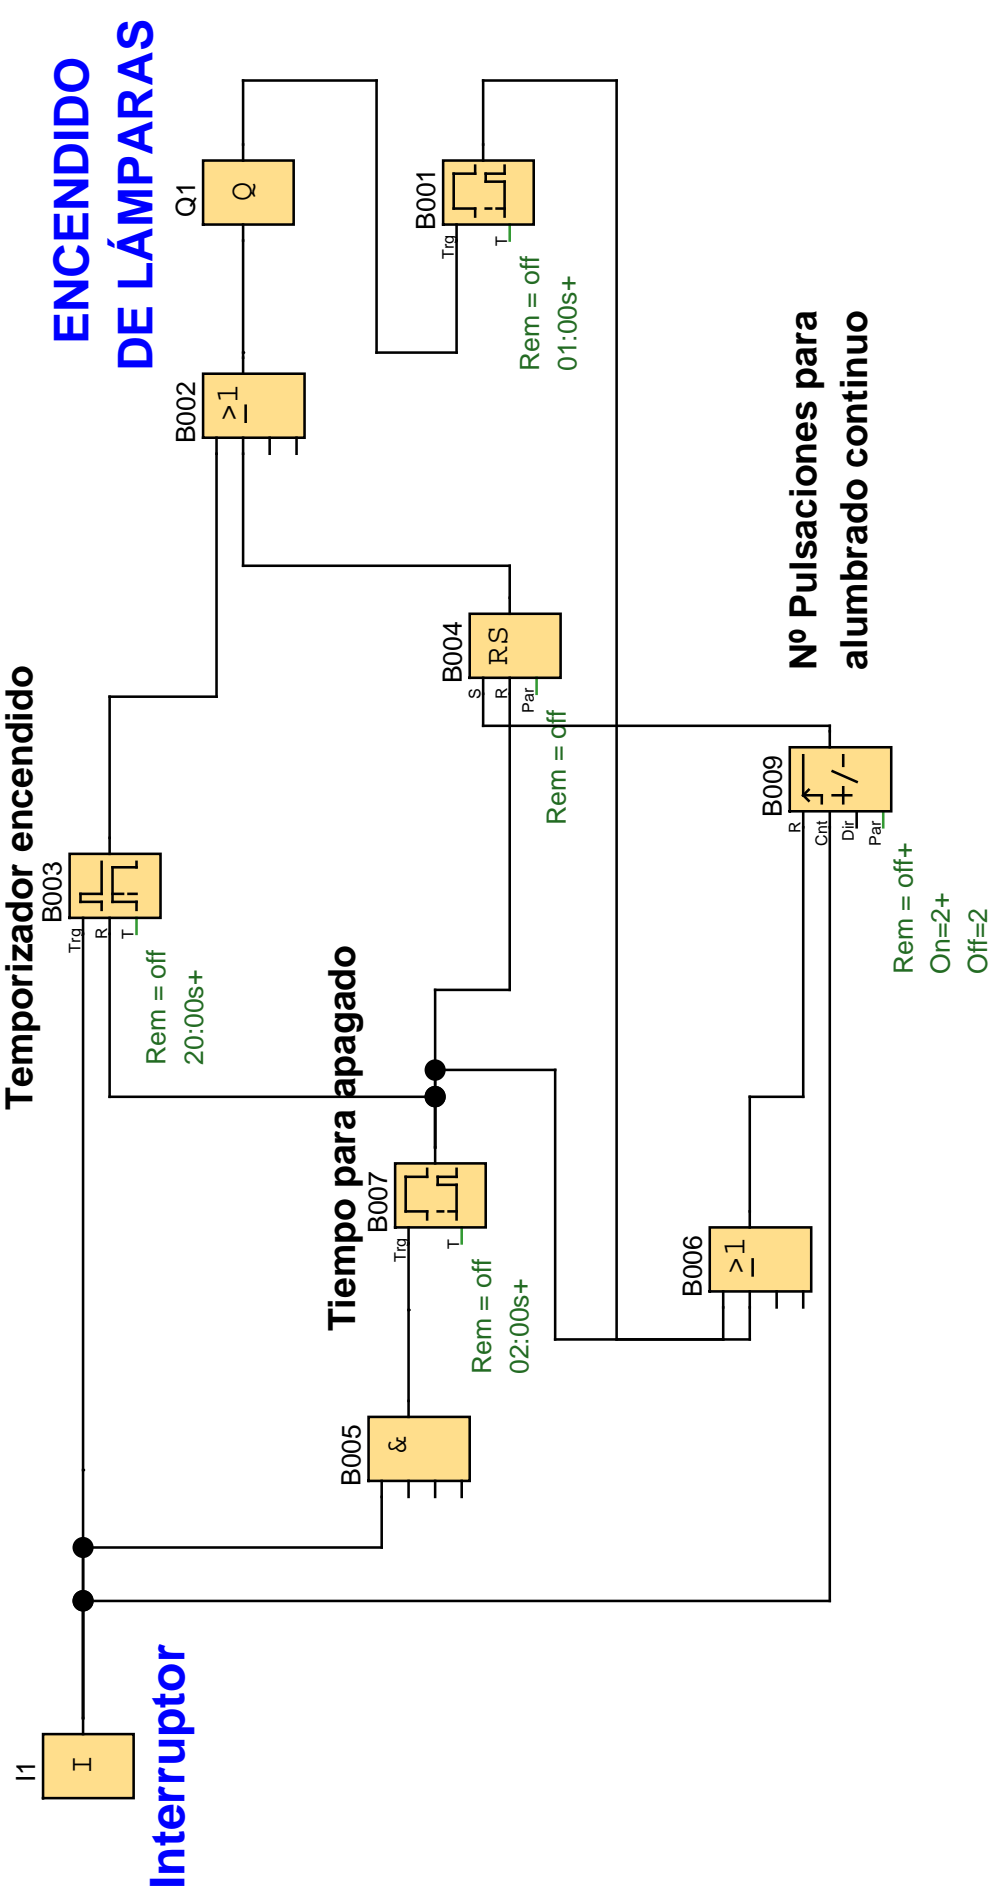 ENCENDIDO
DE LÁMPARAS
Temporizador encendido
Tiempo para apagado
Nº Pulsaciones para
alumbrado continuo
Interruptor
I1
I
B003
Trg
R
T
Rem = off
20:00s+
B005
&
B007
Trg
T
Rem = off
02:00s+
B006
>1
B004
RS
S
R
Par
Rem = off
B009
+/-
R
Cnt
Dir
Par
Rem = off+
On=2+
Off=2
B002
>1
Q1
Q
B001
Trg
T
Rem = off
01:00s+